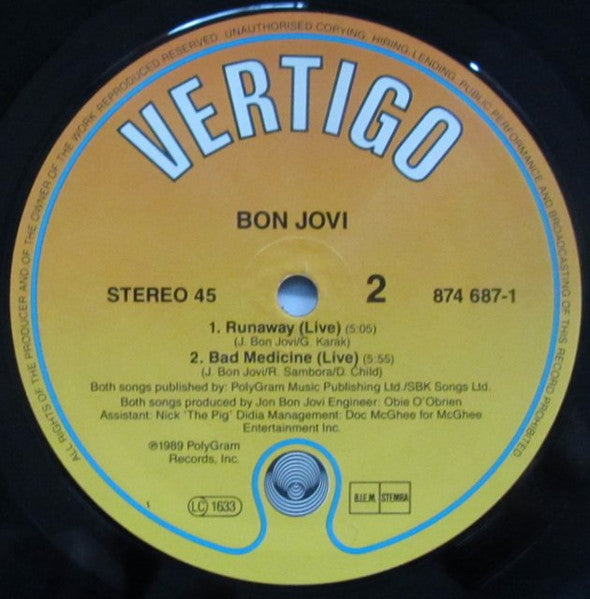 ALL RIGHTS OF THE PRODUCER AND OF THE OWNER OF THE WORK REPRODUCED RESERVED. UNAUTHORISED COPYING, HIRING, LENDING, PUBLIC PERFORMANCE AND BROADCASTING OF THIS RECORD PROHIBITED
VERTIGO
BON JOVI
STEREO 45 2 874 687-1
1. Runaway (Live) (5:05)
(J. Bon Jovi/G. Karak)
2. Bad Medicine (Live) (5:55)
(J. Bon Jovi/R. Sambora/D. Child)
Both songs published by: PolyGram Music Publishing Ltd./SBK Songs Ltd.
Both songs produced by Jon Bon Jovi Engineer: Obie O'Brien
Assistant: Nick 'The Pig' Didia Management: Doc McGhee for McGhee
Entertainment Inc.
℗1989 PolyGram
Records, Inc.
1 LC 1633 B.I.E.M. STEMRA